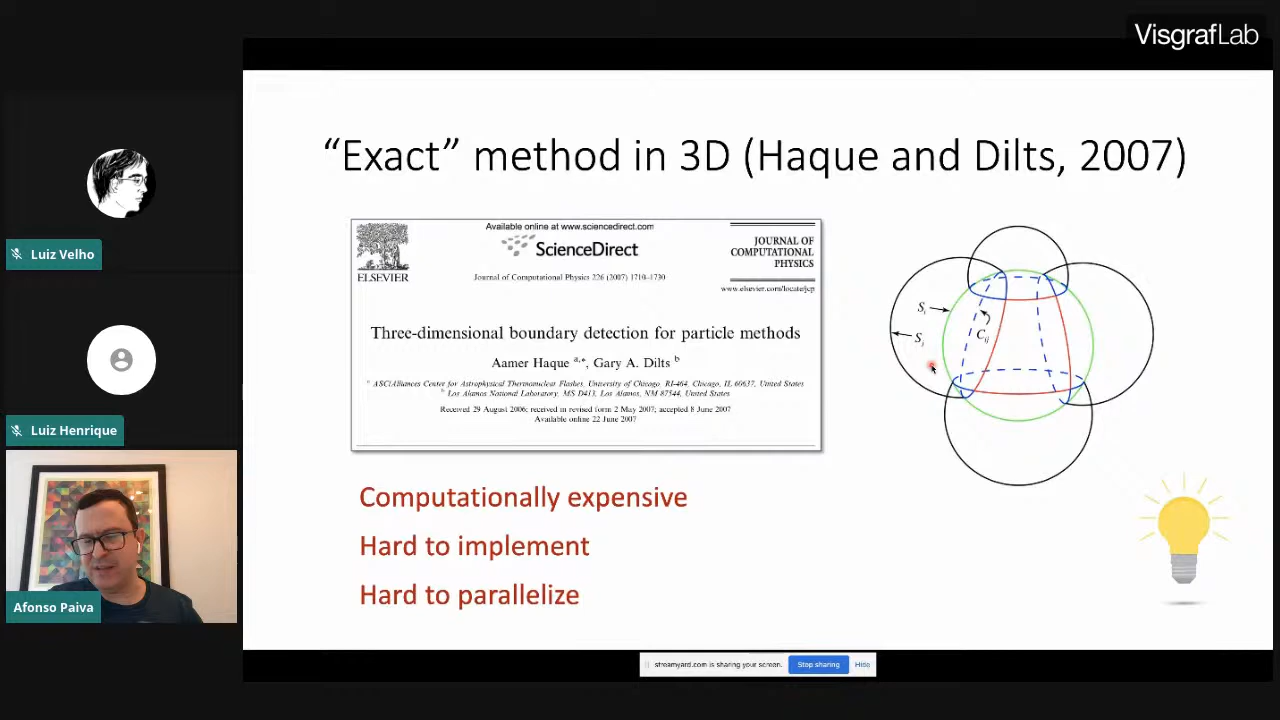 VisgrafLab
“Exact” method in 3D (Haque and Dilts, 2007)
Available online at www.sciencedirect.com
ScienceDirect
ELSEVIER
Journal of Computational Physics 226 (2007) 1710–1730
JOURNAL OF
COMPUTATIONAL
PHYSICS
www.elsevier.com/locate/jcp
Three-dimensional boundary detection for particle methods
Aamer Haque a,*, Gary A. Dilts b
a ASC/Alliances Center for Astrophysical Thermonuclear Flashes, University of Chicago, RI-464, Chicago, IL 60637, United States
b Los Alamos National Laboratory, MS D413, Los Alamos, NM 87544, United States
Received 29 August 2006; received in revised form 2 May 2007; accepted 8 June 2007
Available online 22 June 2007
Si
Sj
Cij
Computationally expensive
Hard to implement
Hard to parallelize
Luiz Velho
Luiz Henrique
Afonso Paiva
streamyard.com is sharing your screen.
Stop sharing
Hide